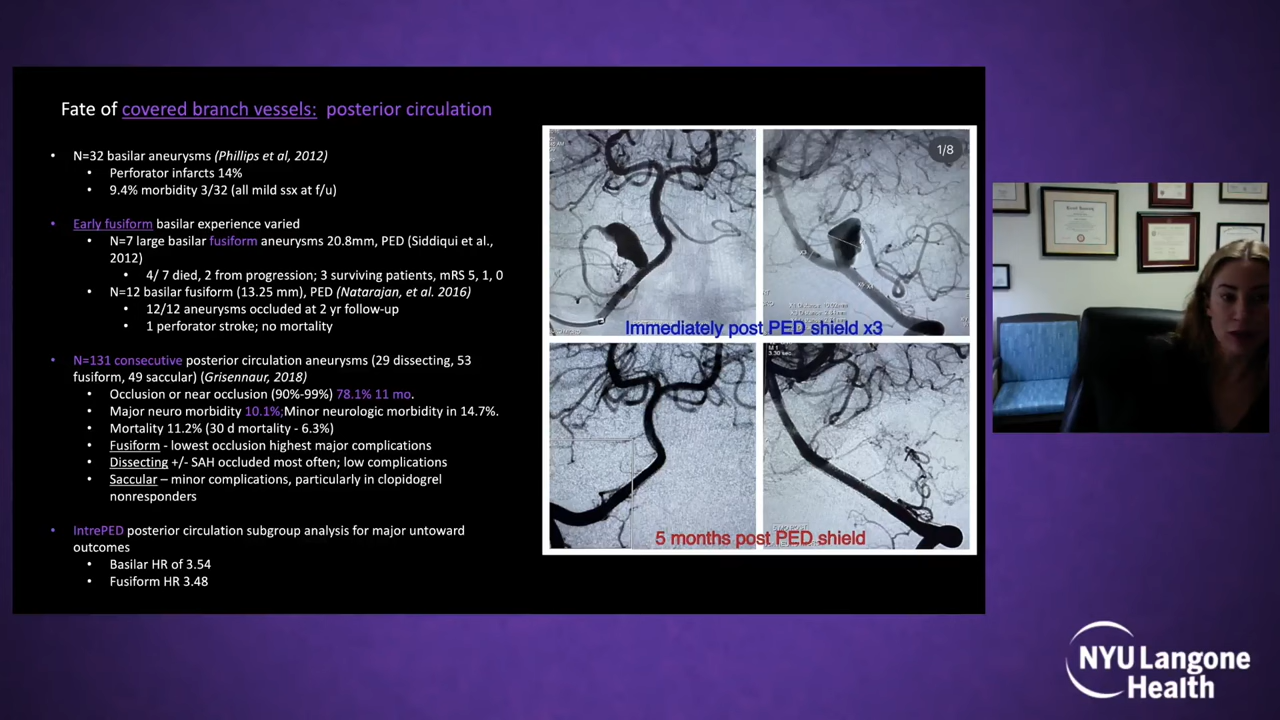 Fate of covered branch vessels: posterior circulation
• N=32 basilar aneurysms (Phillips et al, 2012)
• Perforator infarcts 14%
• 9.4% morbidity 3/32 (all mild ssx at f/u)
• Early fusiform basilar experience varied
• N=7 large basilar fusiform aneurysms 20.8mm, PED (Siddiqui et al.,
2012)
• 4/ 7 died, 2 from progression; 3 surviving patients, mRS 5, 1, 0
• N=12 basilar fusiform (13.25 mm), PED (Natarajan, et al. 2016)
• 12/12 aneurysms occluded at 2 yr follow-up
• 1 perforator stroke; no mortality
• N=131 consecutive posterior circulation aneurysms (29 dissecting, 53
fusiform, 49 saccular) (Grisennaur, 2018)
• Occlusion or near occlusion (90%-99%) 78.1% 11 mo.
• Major neuro morbidity 10.1%;Minor neurologic morbidity in 14.7%.
• Mortality 11.2% (30 d mortality - 6.3%)
• Fusiform - lowest occlusion highest major complications
• Dissecting +/- SAH occluded most often; low complications
• Saccular – minor complications, particularly in clopidogrel
nonresponders
• IntrePED posterior circulation subgroup analysis for major untoward
outcomes
• Basilar HR of 3.54
• Fusiform HR 3.48
1/8
Immediately post PED shield x3
5 months post PED shield
NYU Langone
Health